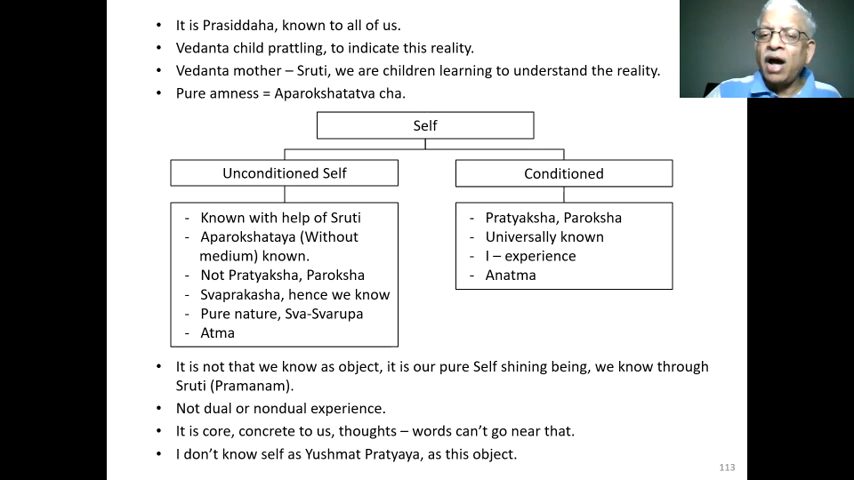 • It is Prasiddaha, known to all of us.
• Vedanta child prattling, to indicate this reality.
• Vedanta mother – Sruti, we are children learning to understand the reality.
• Pure amness = Aparokshatatva cha.
Self
Unconditioned Self
- Known with help of Sruti
- Aparokshataya (Without
medium) known.
- Not Pratyaksha, Paroksha
- Svaprakasha, hence we know
- Pure nature, Sva-Svarupa
- Atma
Conditioned
- Pratyaksha, Paroksha
- Universally known
- I – experience
- Anatma
• It is not that we know as object, it is our pure Self shining being, we know through
Sruti (Pramanam).
• Not dual or nondual experience.
• It is core, concrete to us, thoughts – words can't go near that.
• I don't know self as Yushmat Pratyaya, as this object.
113